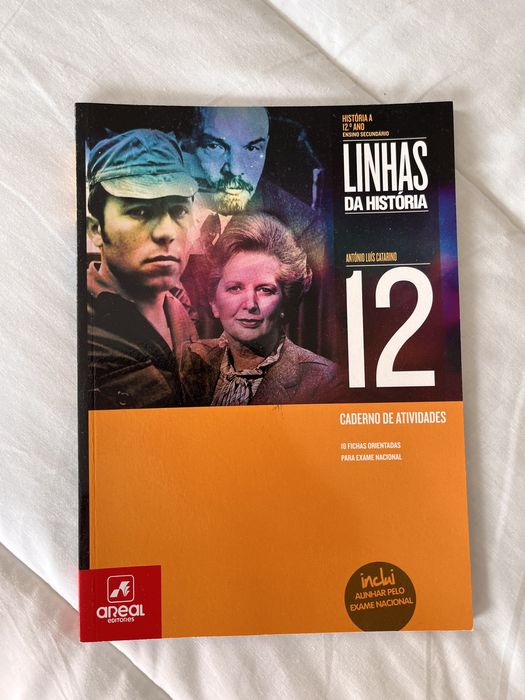 HISTÓRIA A
12.º ANO
ENSINO SECUNDÁRIO
LINHAS
DA HISTÓRIA
ANTÓNIO LUÍS CATARINO
12
CADERNO DE ATIVIDADES
18 FICHAS ORIENTADAS
PARA EXAME NACIONAL
inclui
ALINHAR PELO
EXAME NACIONAL
areal
EDITORES